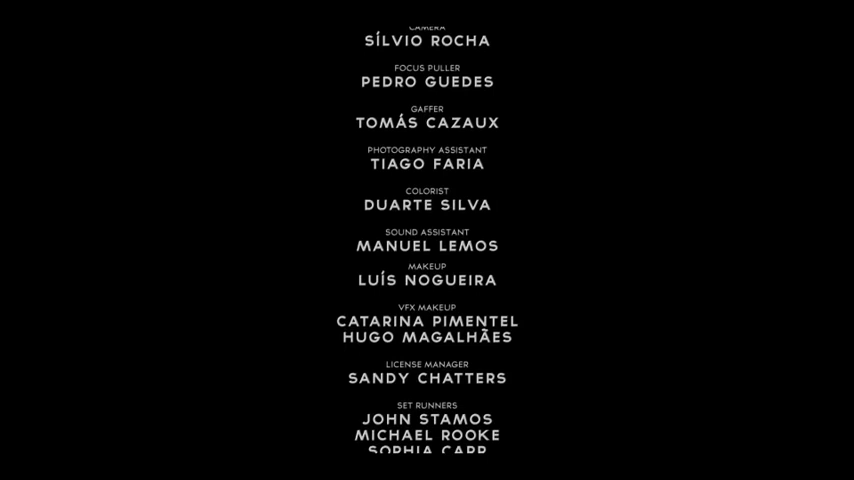 CAMERA
SÍLVIO ROCHA
FOCUS PULLER
PEDRO GUEDES
GAFFER
TOMÁS CAZAUX
PHOTOGRAPHY ASSISTANT
TIAGO FARIA
COLORIST
DUARTE SILVA
SOUND ASSISTANT
MANUEL LEMOS
MAKEUP
LUÍS NOGUEIRA
VFX MAKEUP
CATARINA PIMENTEL
HUGO MAGALHÃES
LICENSE MANAGER
SANDY CHATTERS
SET RUNNERS
JOHN STAMOS
MICHAEL ROOKE
SOPHIA